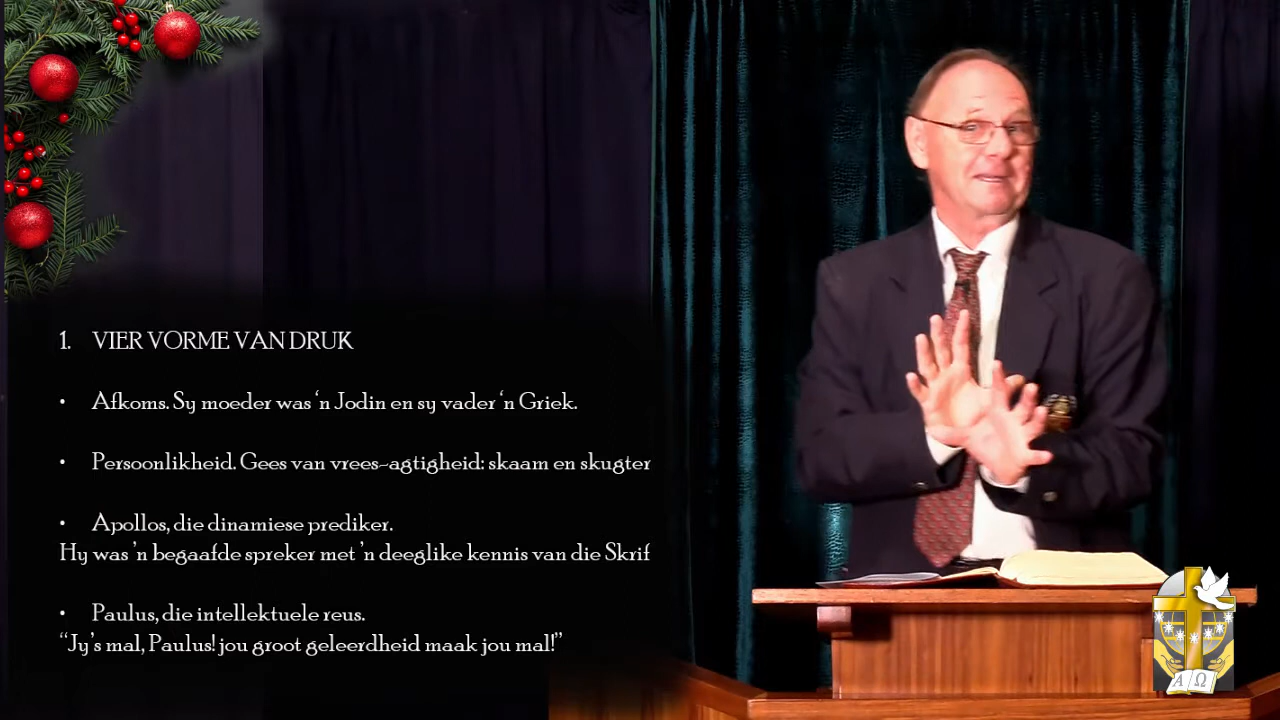 1. VIER VORME VAN DRUK
• Afkoms. Sy moeder was ‘n Jodin en sy vader ‘n Griek.
• Persoonlikheid. Gees van vrees-agtigheid: skaam en skugter
• Apollos, die dinamiese prediker.
Hy was ’n begaafde spreker met ’n deeglike kennis van die Skrif
• Paulus, die intellektuele reus.
“Jy’s mal, Paulus! jou groot geleerdheid maak jou mal!”
A Ω